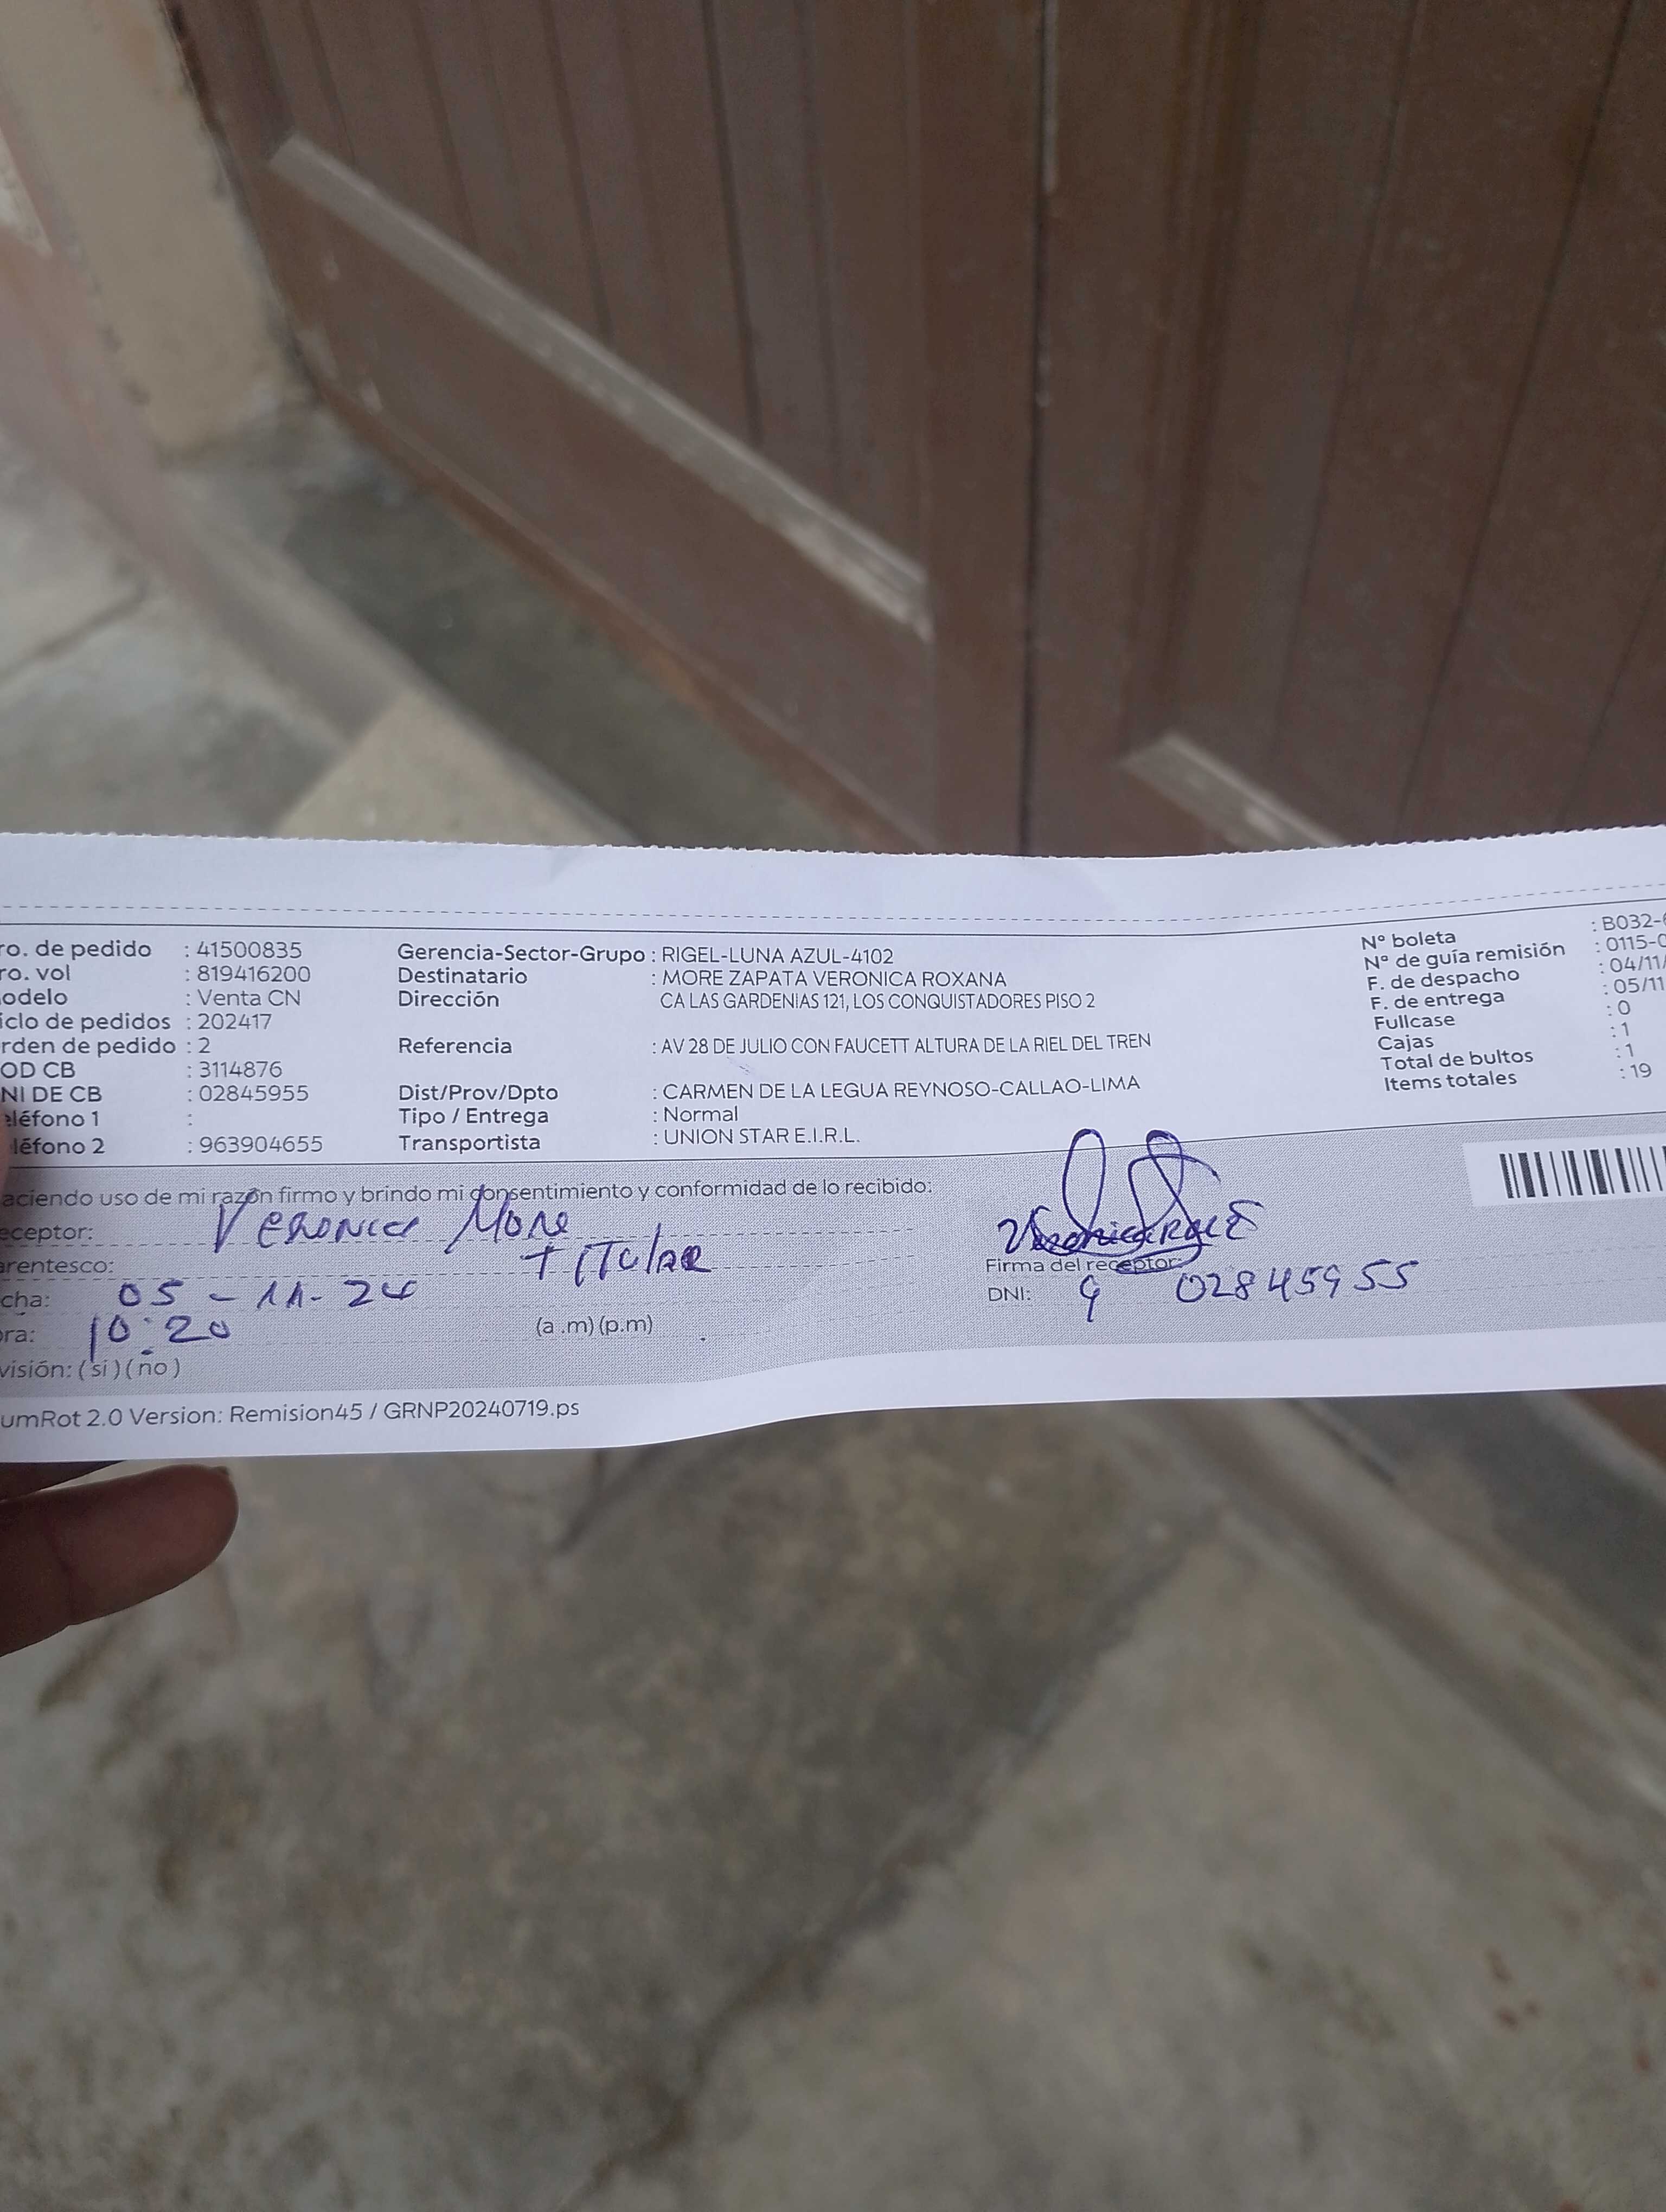 ro. de pedido : 41500835
ro. vol : 819416200
odelo : Venta CN
iclo de pedidos : 202417
rden de pedido : 2
OD CB : 3114876
NI DE CB : 02845955
eléfono 1 :
léfono 2 : 963904655
Gerencia-Sector-Grupo : RIGEL-LUNA AZUL-4102
Destinatario : MORE ZAPATA VERONICA ROXANA
Dirección CA LAS GARDENIAS 121, LOS CONQUISTADORES PISO 2
Referencia : AV 28 DE JULIO CON FAUCETT ALTURA DE LA RIEL DEL TREN
Dist/Prov/Dpto : CARMEN DE LA LEGUA REYNOSO-CALLAO-LIMA
Tipo / Entrega : Normal
Transportista : UNION STAR E.I.R.L.
N° boleta : B032-
N° de guía remisión : 0115-0
F. de despacho : 04/11/
F. de entrega : 05/11
Fullcase : 0
Cajas : 1
Total de bultos : 1
Items totales : 19
aciendo uso de mi razón firmo y brindo mi consentimiento y conformidad de lo recibido:
eceptor: Veronica More
arentesco: Titular
cha: 05-11-24
ora: 10:20 (a .m) (p.m)
visión: ( si ) ( no )
Firma del receptor
DNI: 02845955
umRot 2.0 Version: Remision45 / GRNP20240719.ps